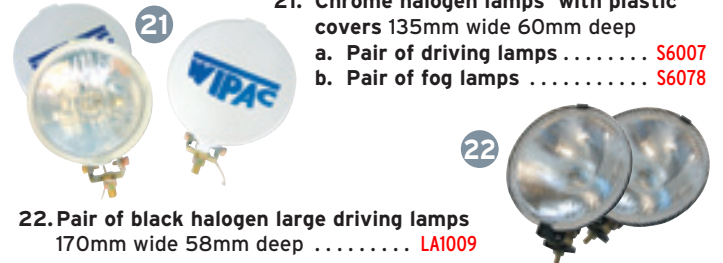 21. Chrome halogen lamps with plastic
covers 135mm wide 60mm deep
a. Pair of driving lamps ........ S6007
b. Pair of fog lamps ........... S6078
21
WIPAC
22
22. Pair of black halogen large driving lamps
170mm wide 58mm deep ......... LA1009